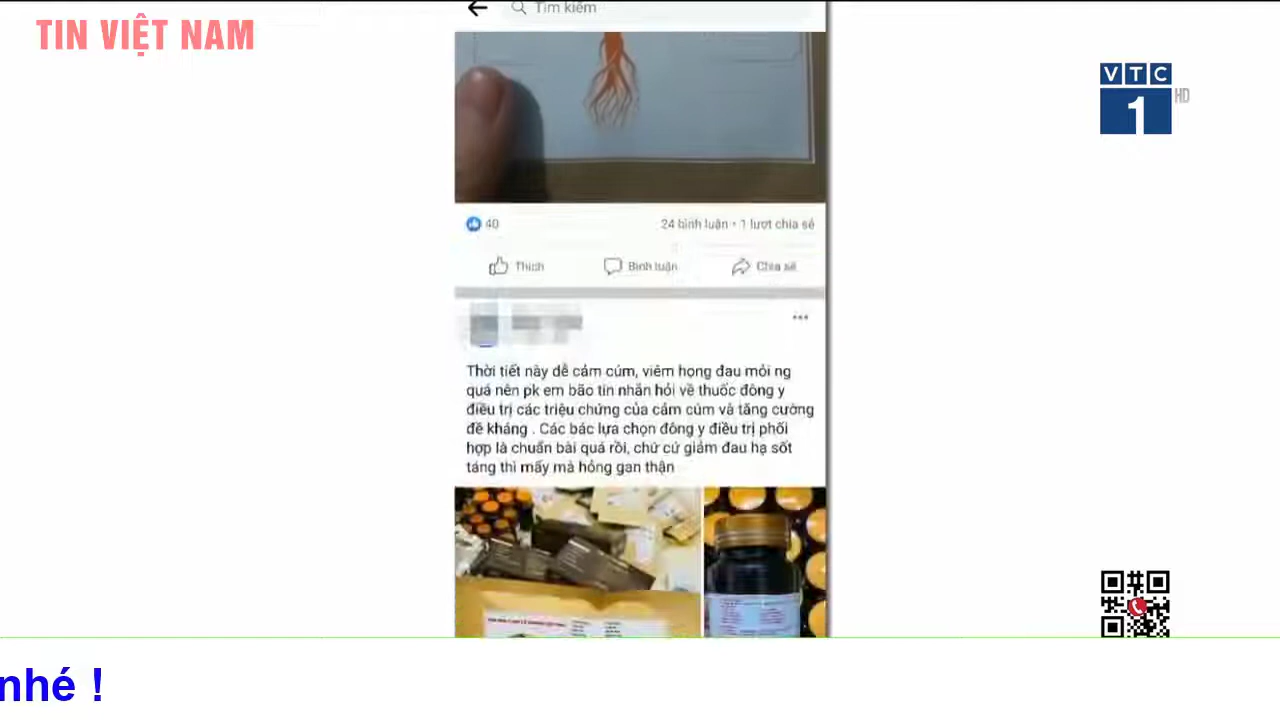 TIN VIỆT NAM
Tìm kiếm
VTC
1
HD
40
24 bình luận • 1 lượt chia sẻ
Thích
Bình luận
Chia sẻ
Thời tiết này dễ cảm cúm, viêm họng đau mỏi ng
quá nên pk em bão tin nhắn hỏi về thuốc đông y
điều trị các triệu chứng của cảm cúm và tăng cường
đề kháng . Các bác lựa chọn đông y điều trị phối
hợp là chuẩn bài quá rồi, chứ cứ giảm đau hạ sốt
táng thì mấy mà hỏng gan thận
nhé !